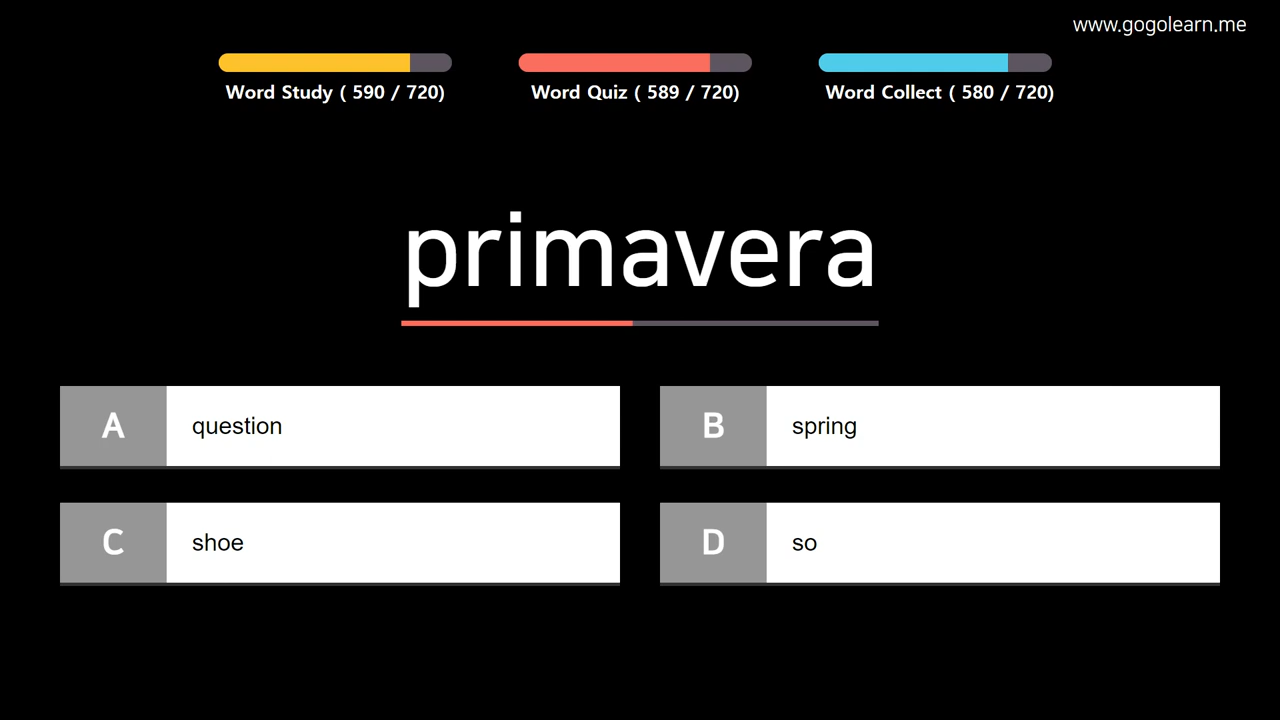 www.gogolearn.me
Word Study ( 590 / 720)
Word Quiz ( 589 / 720)
Word Collect ( 580 / 720)
primavera
A question
B spring
C shoe
D so